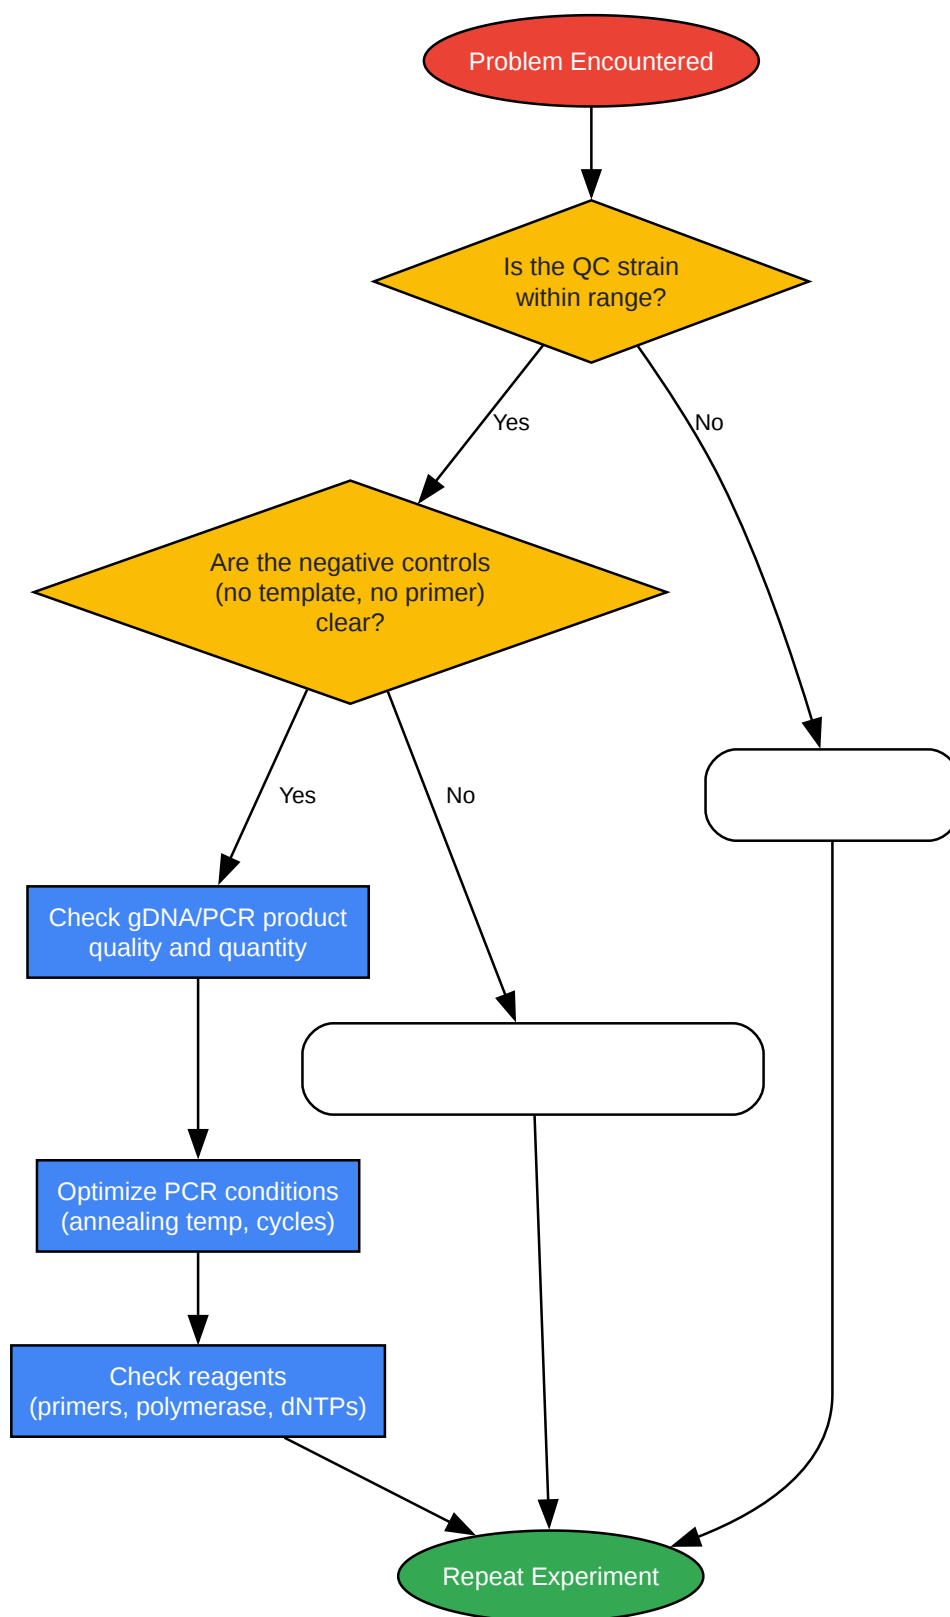 Problem Encountered
Is the QC strain
within range?
Yes
No
Are the negative controls
(no template, no primer)
clear?
Yes
No
Check gDNA/PCR product
quality and quantity
Optimize PCR conditions
(annealing temp, cycles)
Check reagents
(primers, polymerase, dNTPs)
Repeat Experiment